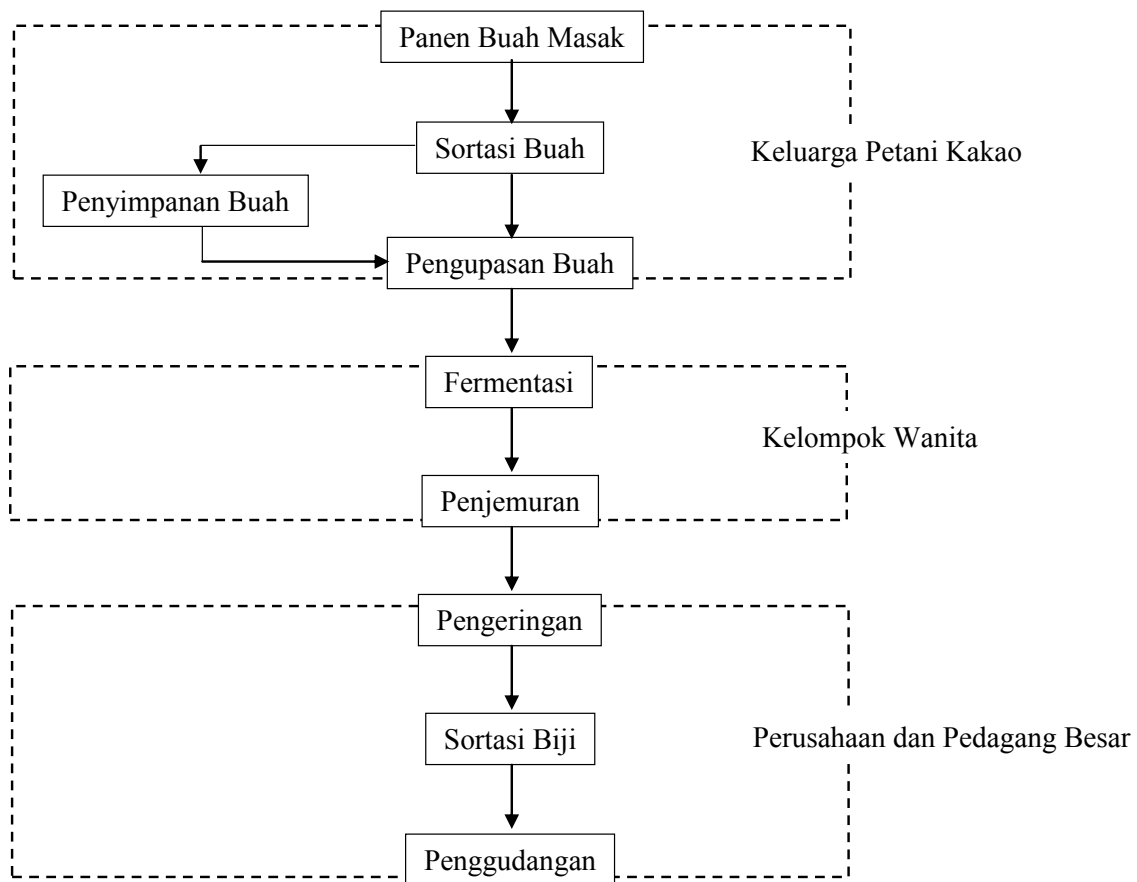 Panen Buah Masak
Sortasi Buah
Keluarga Petani Kakao
Penyimpanan Buah
Pengupasan Buah
Fermentasi
Kelompok Wanita
Penjemuran
Pengeringan
Sortasi Biji
Perusahaan dan Pedagang Besar
Penggudangan